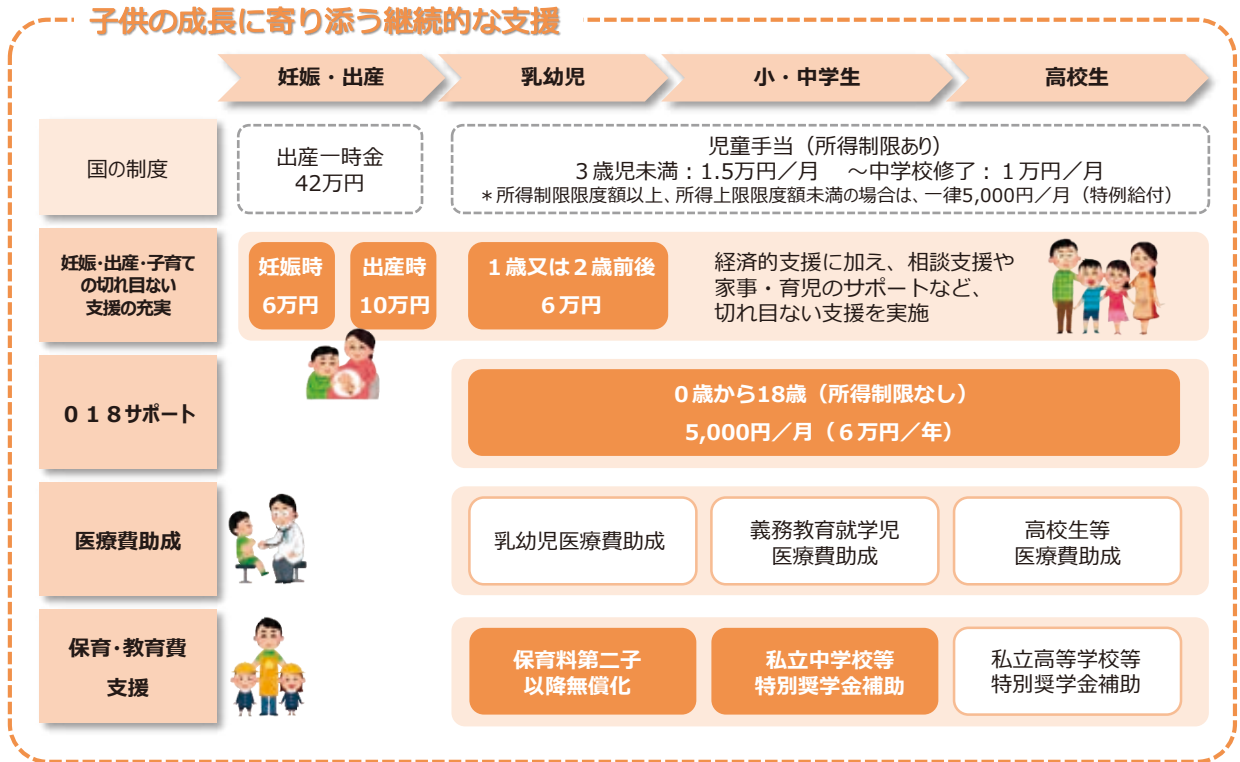 子供の成長に寄り添う継続的な支援
妊娠・出産
乳幼児
小・中学生
高校生
国の制度
出産一時金
42万円
児童手当（所得制限あり）
３歳児未満：1.5万円／月　～中学校修了：１万円／月
＊所得制限限度額以上、所得上限限度額未満の場合は、一律5,000円／月（特例給付）
妊娠・出産・子育て
の切れ目ない
支援の充実
妊娠時
6万円
出産時
10万円
１歳又は２歳前後
６万円
経済的支援に加え、相談支援や
家事・育児のサポートなど、
切れ目ない支援を実施
０１８サポート
０歳から18歳（所得制限なし）
5,000円／月（６万円／年）
医療費助成
乳幼児医療費助成
義務教育就学児
医療費助成
高校生等
医療費助成
保育・教育費
支援
保育料第二子
以降無償化
私立中学校等
特別奨学金補助
私立高等学校等
特別奨学金補助